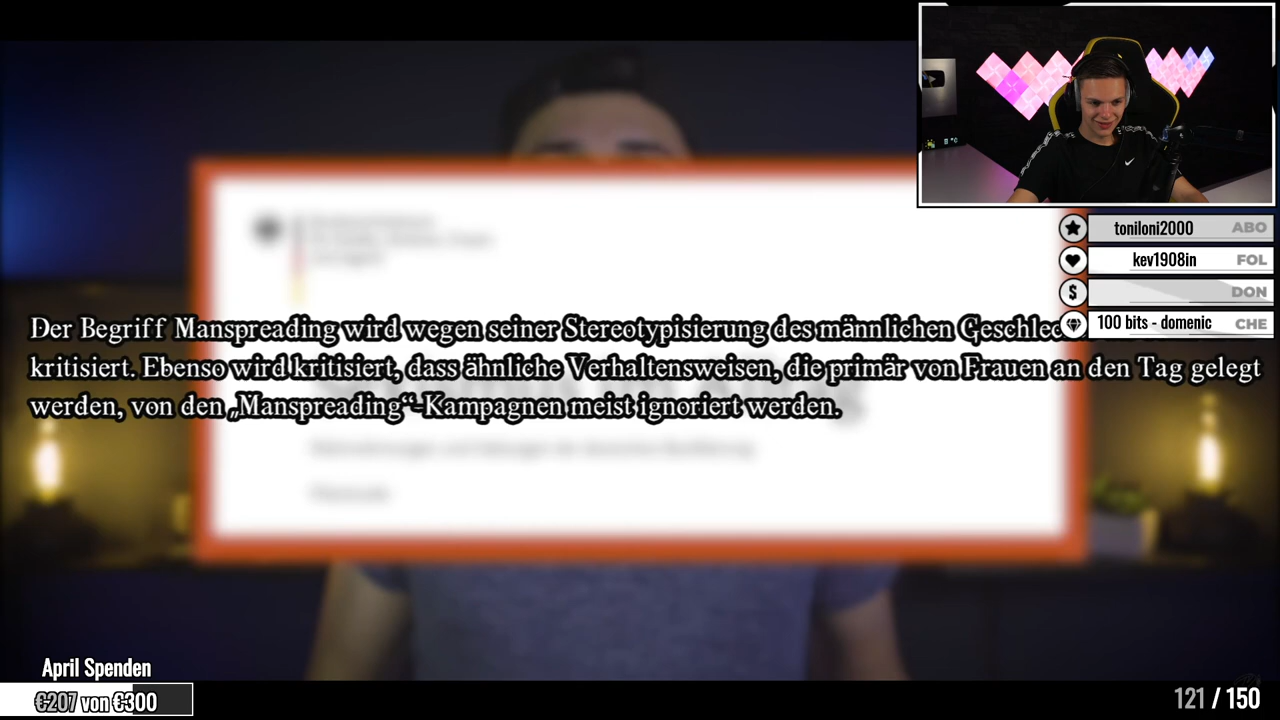 toniloni2000 ABO
kev1908in FOL
$ DON
100 bits - domenic CHE
Der Begriff Manspreading wird wegen seiner Stereotypisierung des männlichen
kritisiert. Ebenso wird kritisiert, dass ähnliche Verhaltensweisen, die primär von Frauen an den Tag gelegt
werden, von den „Manspreading“-Kampagnen meist ignoriert werden.
April Spenden
€207 von €300
121 / 150